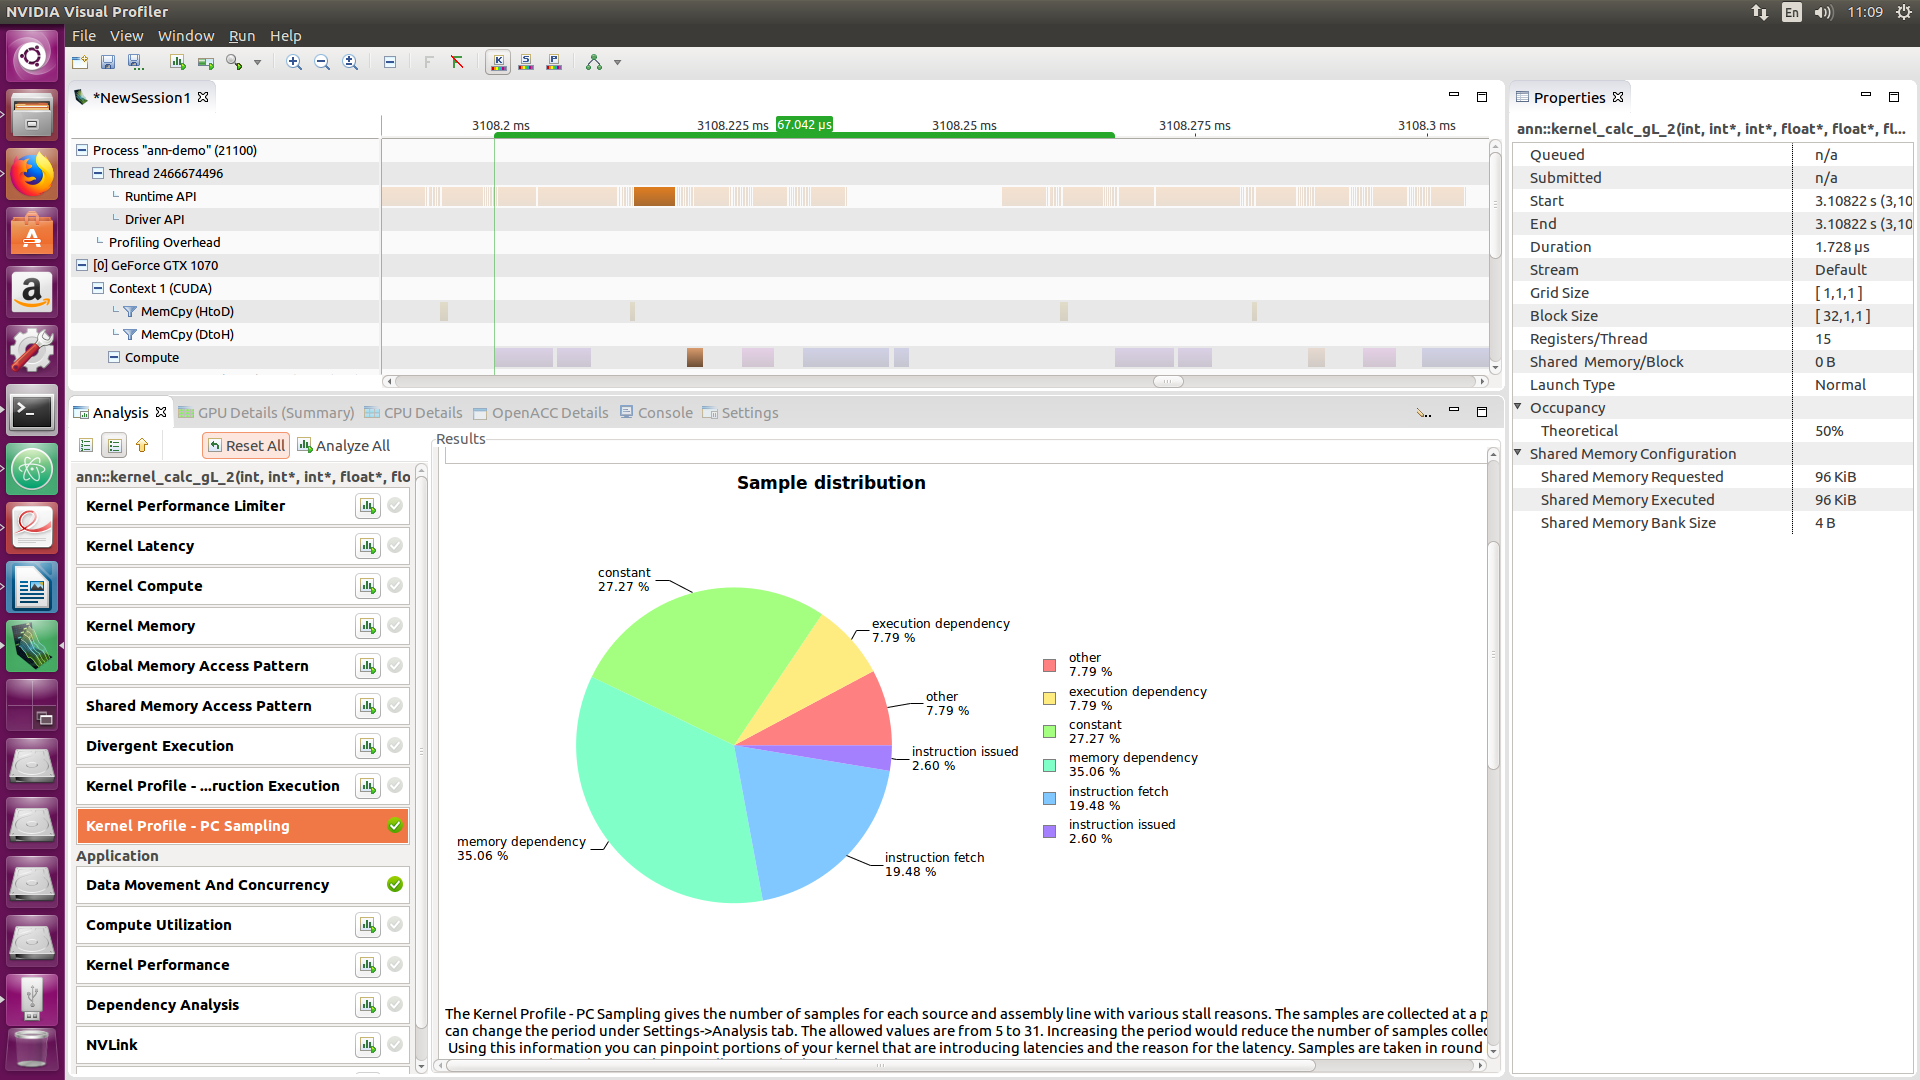 NVIDIA Visual Profiler
En
11:09
File View Window Run Help
*NewSession1
3108.2 ms
3108.225 ms
67.042 µs
3108.25 ms
3108.275 ms
3108.3 ms
Process "ann-demo" (21100)
Thread 2466674496
Runtime API
Driver API
Profiling Overhead
[0] GeForce GTX 1070
Context 1 (CUDA)
MemCpy (HtoD)
MemCpy (DtoH)
Compute
Properties
ann::kernel_calc_gL_2(int, int*, int*, float*, float*, fl...
Queued n/a
Submitted n/a
Start 3.10822 s (3,10
End 3.10822 s (3,10
Duration 1.728 µs
Stream Default
Grid Size [ 1,1,1 ]
Block Size [ 32,1,1 ]
Registers/Thread 15
Shared Memory/Block 0 B
Launch Type Normal
Occupancy
Theoretical 50%
Shared Memory Configuration
Shared Memory Requested 96 KiB
Shared Memory Executed 96 KiB
Shared Memory Bank Size 4 B
Analysis GPU Details (Summary) CPU Details OpenACC Details Console Settings
Reset All Analyze All
ann::kernel_calc_gL_2(int, int*, int*, float*, flo
Kernel Performance Limiter
Kernel Latency
Kernel Compute
Kernel Memory
Global Memory Access Pattern
Shared Memory Access Pattern
Divergent Execution
Kernel Profile - ...ruction Execution
Kernel Profile - PC Sampling
Application
Data Movement And Concurrency
Compute Utilization
Kernel Performance
Dependency Analysis
NVLink
Results
Sample distribution
constant
27.27 %
execution dependency
7.79 %
other
7.79 %
instruction issued
2.60 %
instruction fetch
19.48 %
memory dependency
35.06 %
other
7.79 %
execution dependency
7.79 %
constant
27.27 %
memory dependency
35.06 %
instruction fetch
19.48 %
instruction issued
2.60 %
The Kernel Profile - PC Sampling gives the number of samples for each source and assembly line with various stall reasons. The samples are collected at a p
can change the period under Settings->Analysis tab. The allowed values are from 5 to 31. Increasing the period would reduce the number of samples collec
Using this information you can pinpoint portions of your kernel that are introducing latencies and the reason for the latency. Samples are taken in round